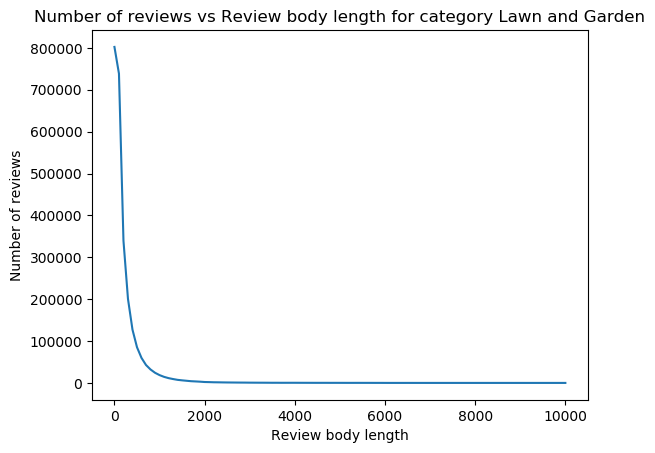 Number of reviews vs Review body length for category Lawn and Garden
800000
700000
600000
500000
400000
300000
200000
100000
0
Number of reviews
0 2000 4000 6000 8000 10000
Review body length